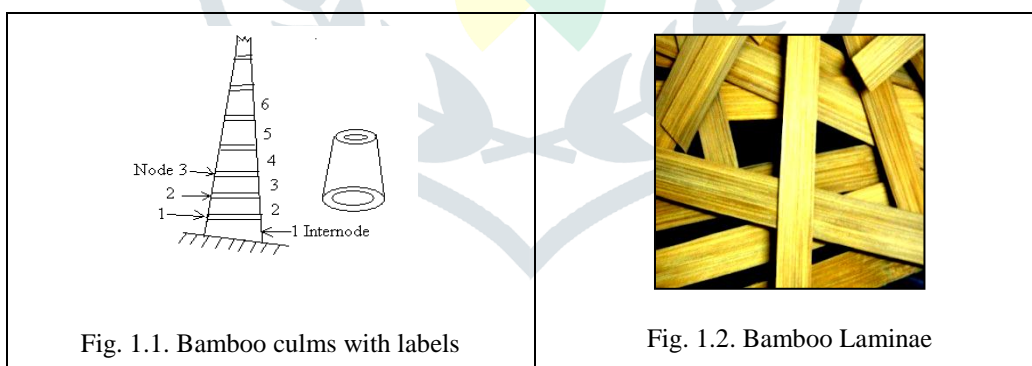 6
5
Node 3 4
2 3
1 2
1 Internode
Fig. 1.1. Bamboo culms with labels
Fig. 1.2. Bamboo Laminae